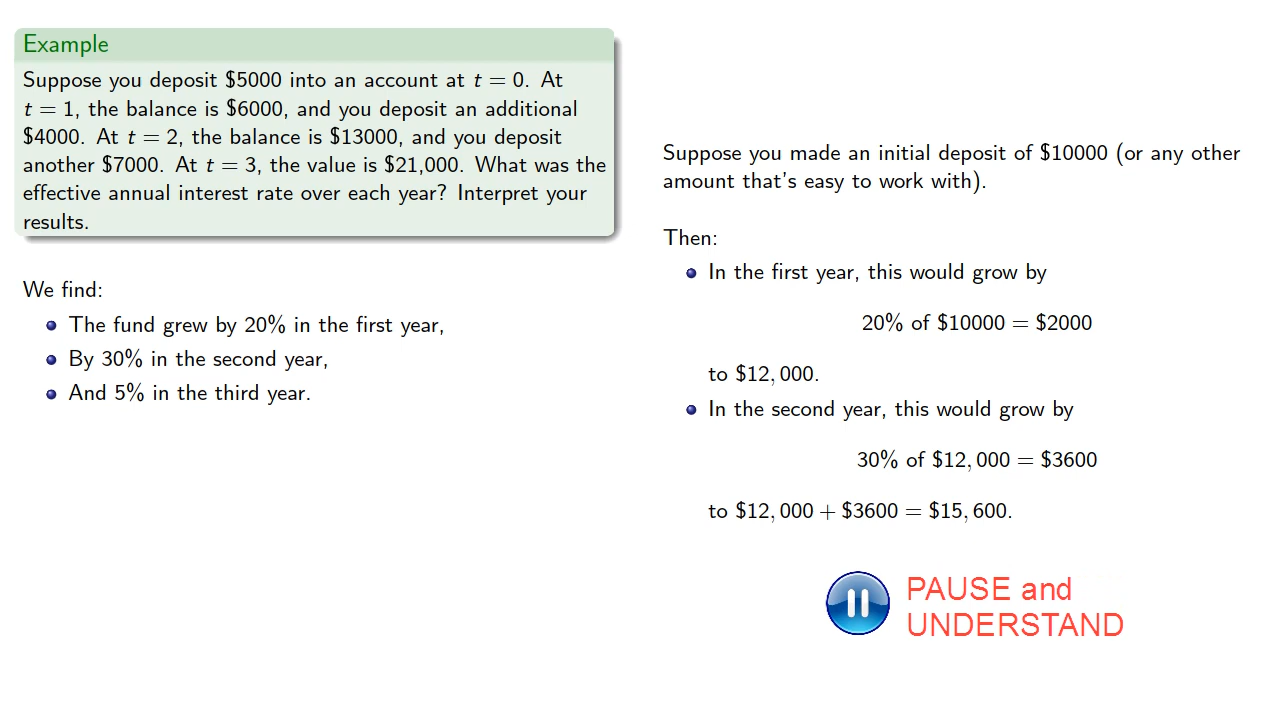 Example
Suppose you deposit $5000 into an account at t = 0. At
t = 1, the balance is $6000, and you deposit an additional
$4000. At t = 2, the balance is $13000, and you deposit
another $7000. At t = 3, the value is $21,000. What was the
effective annual interest rate over each year? Interpret your
results.
We find:
The fund grew by 20% in the first year,
By 30% in the second year,
And 5% in the third year.
Suppose you made an initial deposit of $10000 (or any other
amount that's easy to work with).
Then:
In the first year, this would grow by
20% of $10000 = $2000
to $12, 000.
In the second year, this would grow by
30% of $12, 000 = $3600
to $12, 000 + $3600 = $15, 600.
PAUSE and
UNDERSTAND